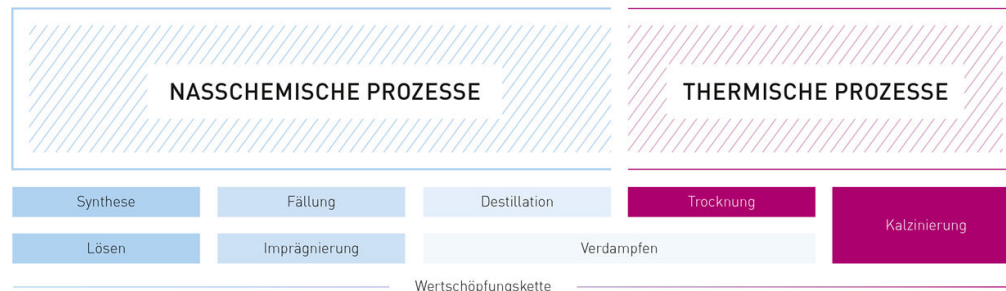 NASSCHEMISCHE PROZESSE
THERMISCHE PROZESSE
Synthese
Fällung
Destillation
Trocknung
Kalzinierung
Lösen
Imprägnierung
Verdampfen
Wertschöpfungskette